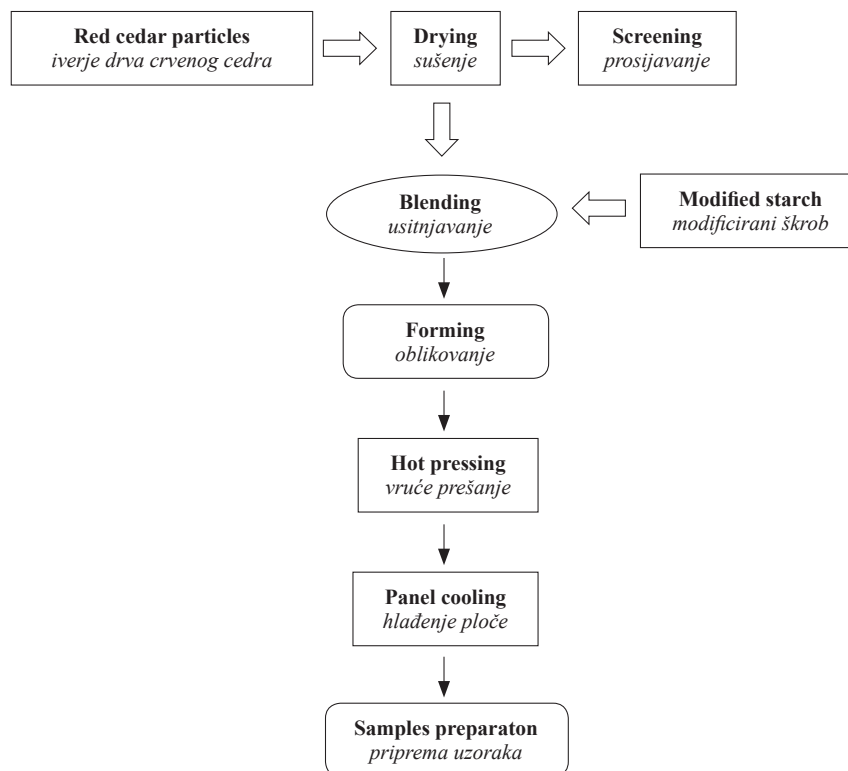 Red cedar particles
iverje drva crvenog cedra
Drying
sušenje
Screening
prosijavanje
Blending
usitnjavanje
Modified starch
modificirani škrob
Forming
oblikovanje
Hot pressing
vruće prešanje
Panel cooling
hlađenje ploče
Samples preparaton
priprema uzoraka